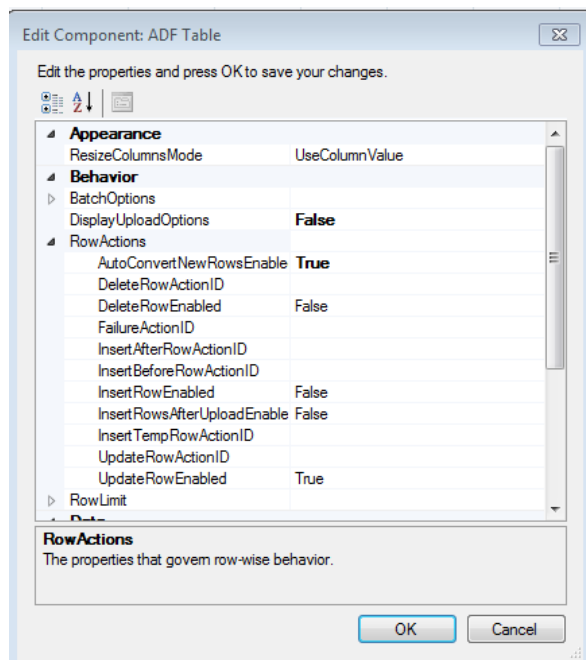 Edit Component: ADF Table
Edit the properties and press OK to save your changes.
Appearance
ResizeColumnsMode UseColumnValue
Behavior
BatchOptions
DisplayUploadOptions False
RowActions
AutoConvertNewRowsEnable True
DeleteRowActionID
DeleteRowEnabled False
FailureActionID
InsertAfterRowActionID
InsertBeforeRowActionID
InsertRowEnabled False
InsertRowsAfterUploadEnable False
InsertTempRowActionID
UpdateRowActionID
UpdateRowEnabled True
RowLimit
Data
RowActions
The properties that govern row-wise behavior.
OK Cancel